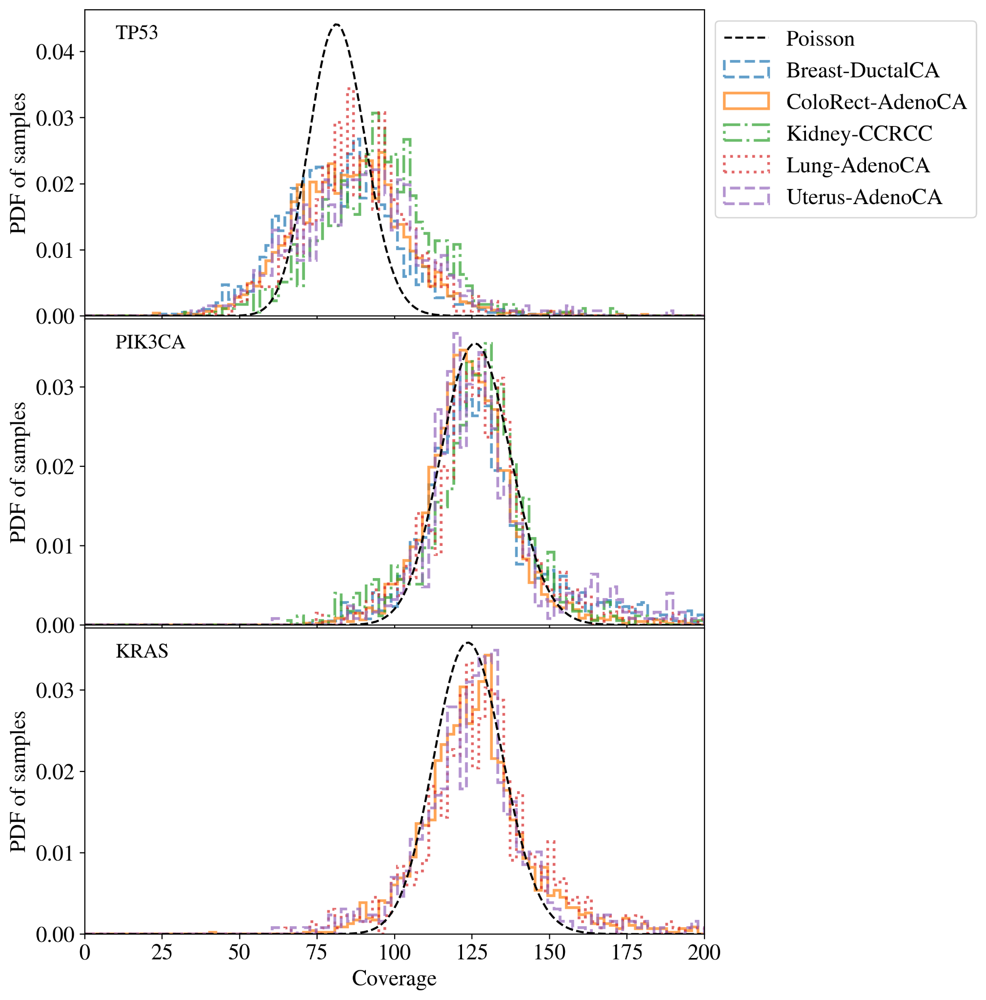 TP53
0.04
0.03
0.02
0.01
0.00
PDF of samples
Poisson
Breast-DuctalCA
ColoRect-AdenoCA
Kidney-CCRCC
Lung-AdenoCA
Uterus-AdenoCA
PIK3CA
0.03
0.02
0.01
0.00
PDF of samples
KRAS
0.03
0.02
0.01
0.00
PDF of samples
0 25 50 75 100 125 150 175 200
Coverage